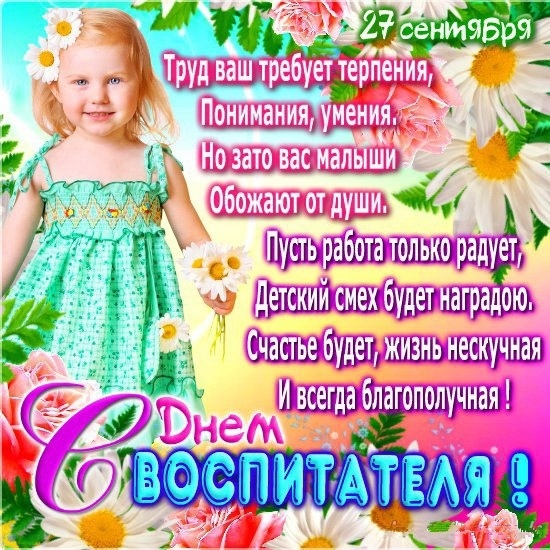 27 сентября
Труд ваш требует терпения,
Понимания, умения.
Но зато вас малыши
Обожают от души.
Пусть работа только радует,
Детский смех будет наградою.
Счастье будет, жизнь нескучная
И всегда благополучная !
С Днем
ВОСПИТАТЕЛЯ !